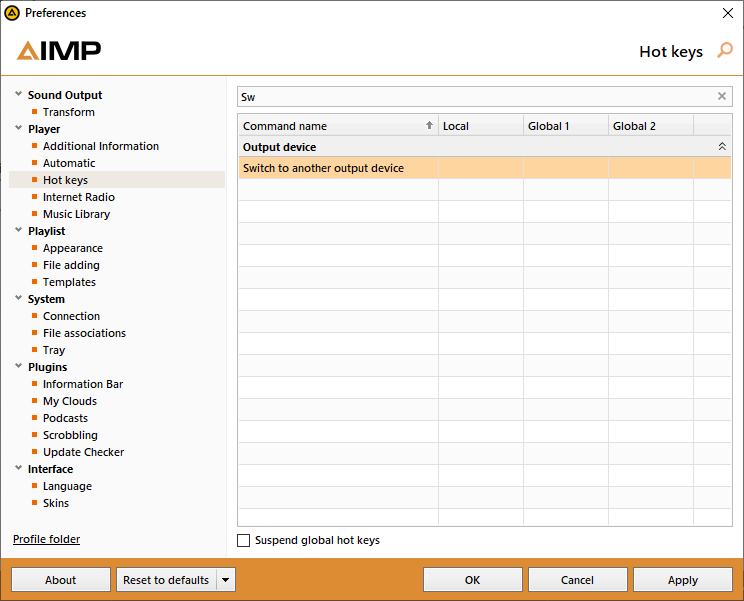 Preferences
AIMP
Hot keys
Sound Output
Transform
Player
Additional Information
Automatic
Hot keys
Internet Radio
Music Library
Playlist
Appearance
File adding
Templates
System
Connection
File associations
Tray
Plugins
Information Bar
My Clouds
Podcasts
Scrobbling
Update Checker
Interface
Language
Skins
Profile folder
Sw
Command name Local Global 1 Global 2
Output device
Switch to another output device
Suspend global hot keys
About Reset to defaults OK Cancel Apply